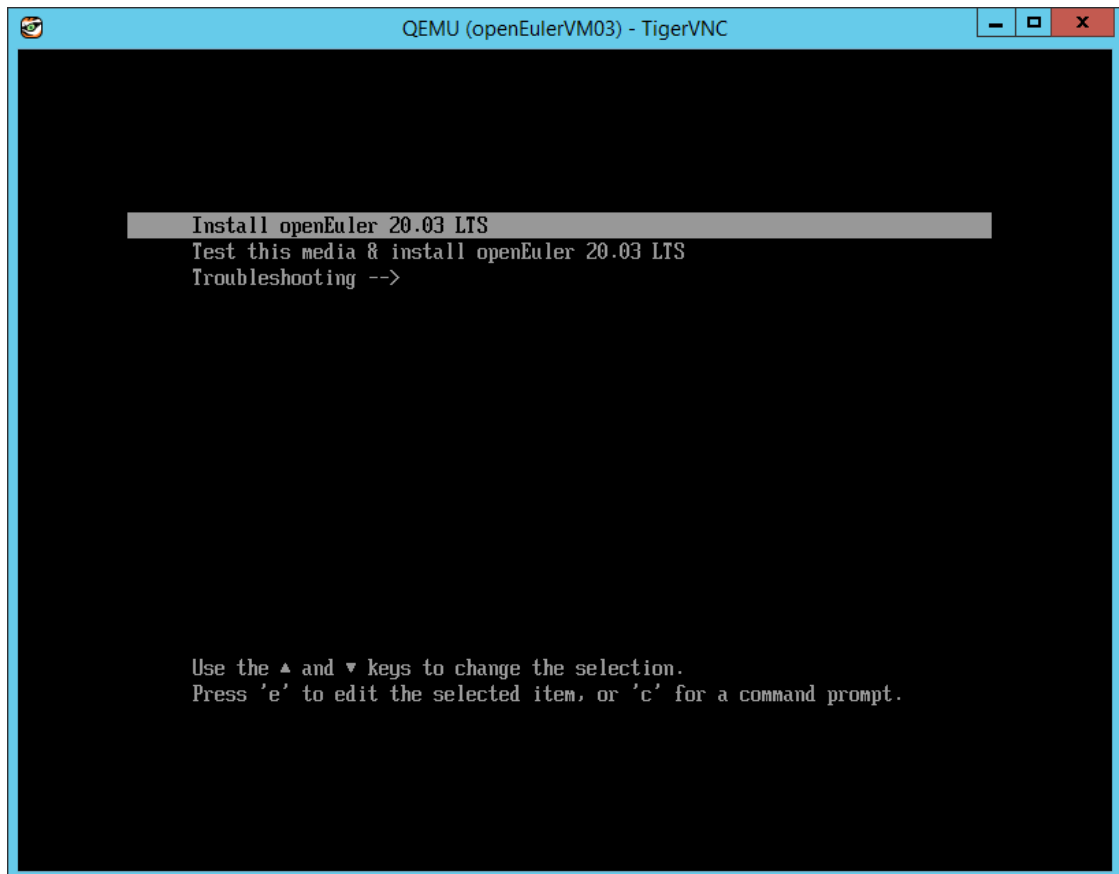 QEMU (openEulerVM03) - TigerVNC
Install openEuler 20.03 LTS
Test this media & install openEuler 20.03 LTS
Troubleshooting -->
Use the ▲ and ▼ keys to change the selection.
Press 'e' to edit the selected item, or 'c' for a command prompt.